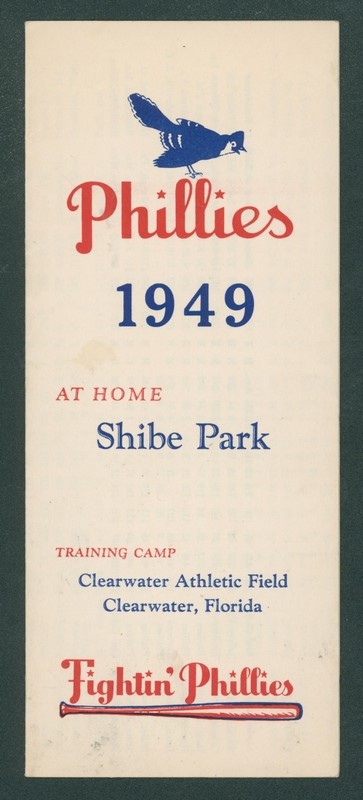 Phillies
1949
AT HOME
Shibe Park
TRAINING CAMP
Clearwater Athletic Field
Clearwater, Florida
Fightin' Phillies